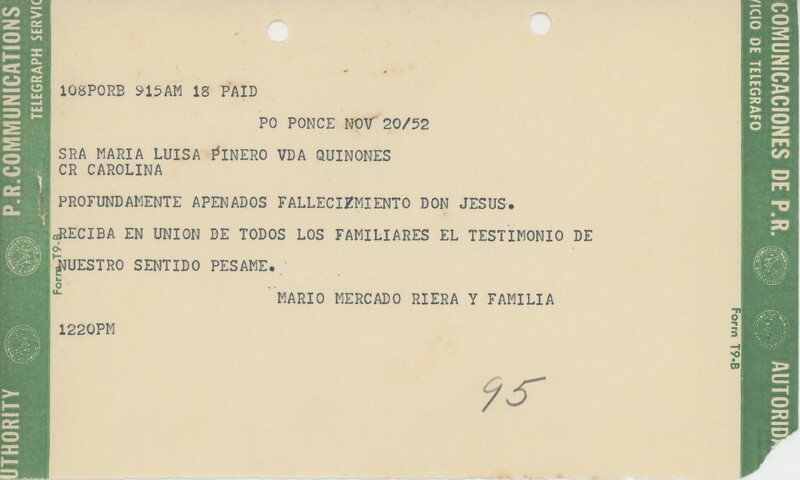 108PORB 915AM 18 PAID
PO PONCE NOV 20/52
SRA MARIA LUISA PINERO VDA QUINONES
CR CAROLINA
PROFUNDAMENTE APENADOS FALLECIZMIENTO DON JESUS.
RECIBA EN UNION DE TODOS LOS FAMILIARES EL TESTIMONIO DE
NUESTRO SENTIDO PESAME.
MARIO MERCADO RIERA Y FAMILIA
1220PM
95
P.R. COMMUNICATIONS
UTHORITY
TELEGRAPH SERVIC
Form T9-B
COMUNICACIONES DE P.R.
AUTORIDA
VICIO DE TELEGRAFO
Form T9-B